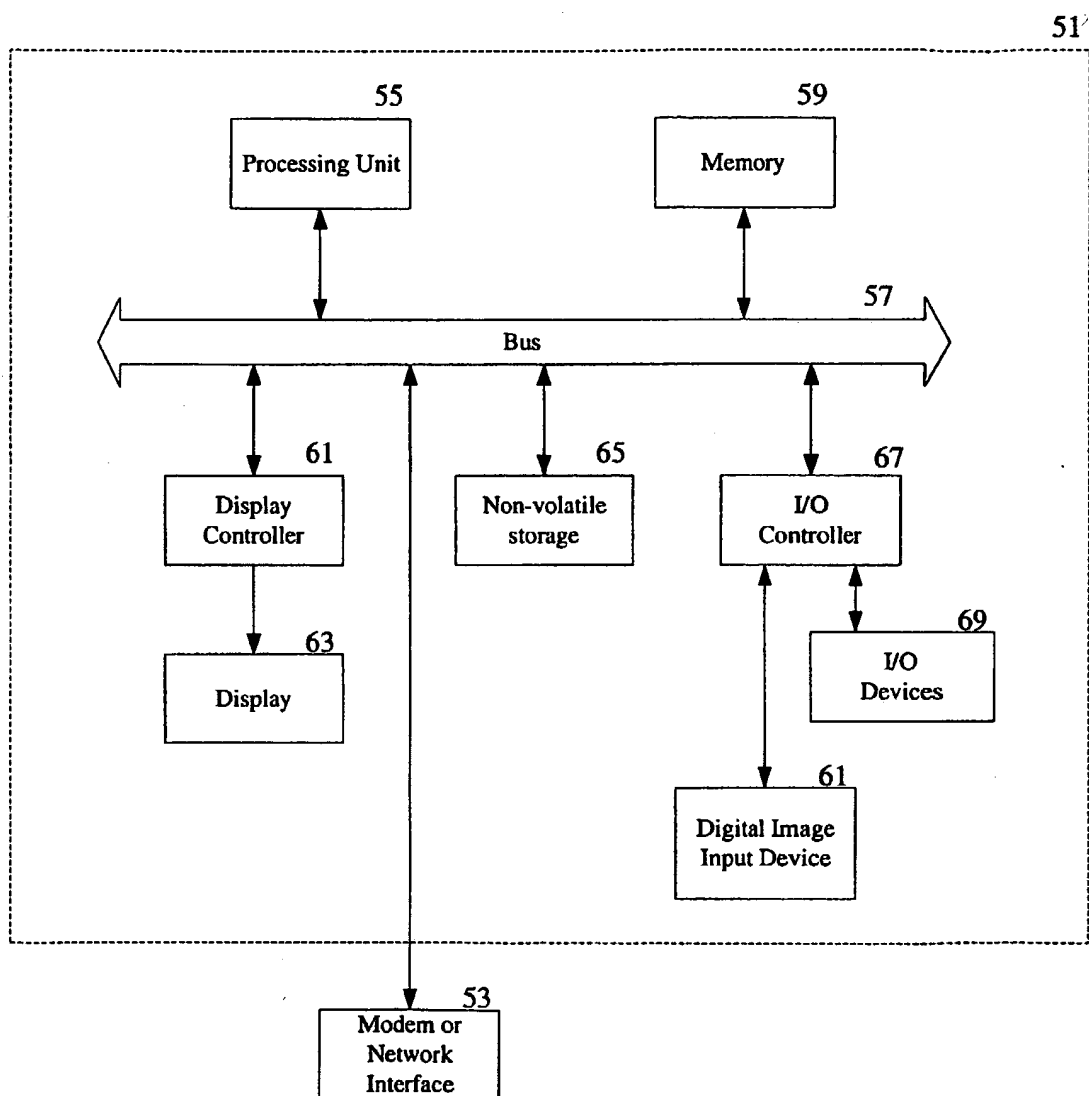 51
55
59
Processing Unit
Memory
57
Bus
61
65
67
Display
Controller
Non-volatile
storage
I/O
Controller
63
69
Display
I/O
Devices
61
Digital Image
Input Device
53
Modem or
Network
Interface